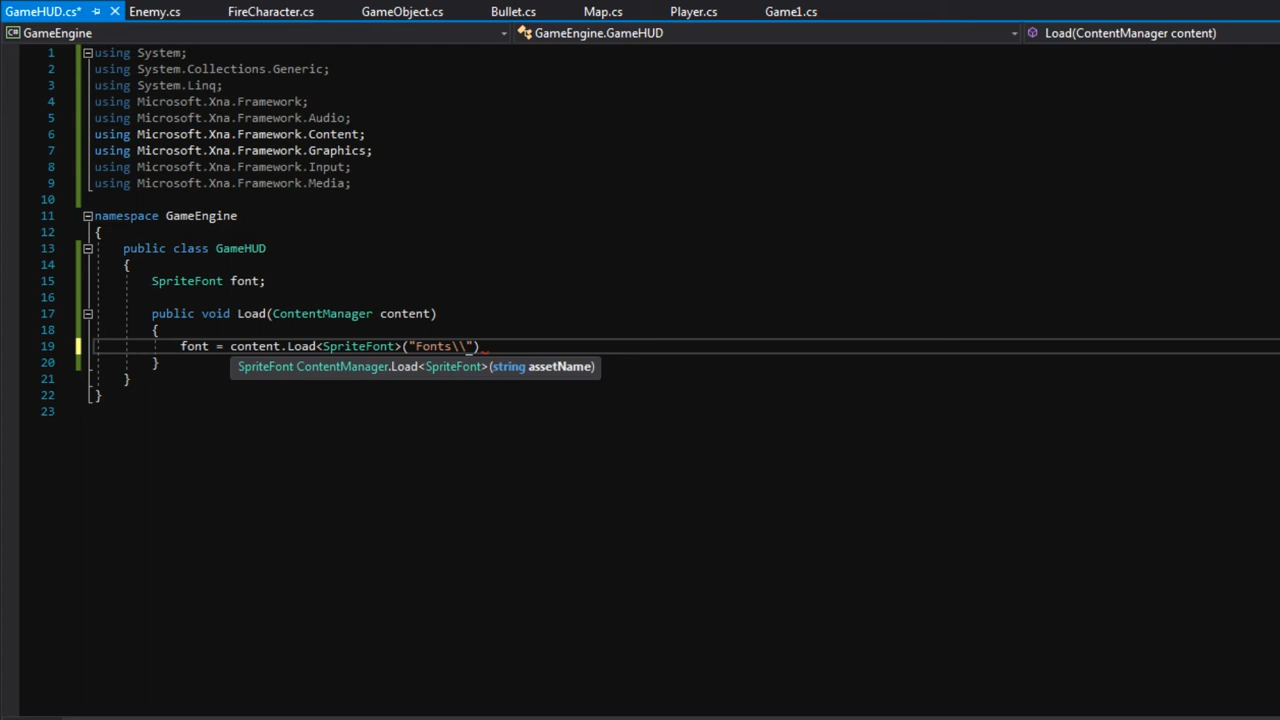 GameHUD.cs* Enemy.cs FireCharacter.cs GameObject.cs Bullet.cs Map.cs Player.cs Game1.cs
C# GameEngine GameEngine.GameHUD Load(ContentManager content)
1 using System;
2 using System.Collections.Generic;
3 using System.Linq;
4 using Microsoft.Xna.Framework;
5 using Microsoft.Xna.Framework.Audio;
6 using Microsoft.Xna.Framework.Content;
7 using Microsoft.Xna.Framework.Graphics;
8 using Microsoft.Xna.Framework.Input;
9 using Microsoft.Xna.Framework.Media;
10
11 namespace GameEngine
12 {
13 public class GameHUD
14 {
15 SpriteFont font;
16
17 public void Load(ContentManager content)
18 {
19 font = content.Load<SpriteFont>("Fonts\\")
20 }
SpriteFont ContentManager.Load<SpriteFont>(string assetName)
21 }
22 }
23